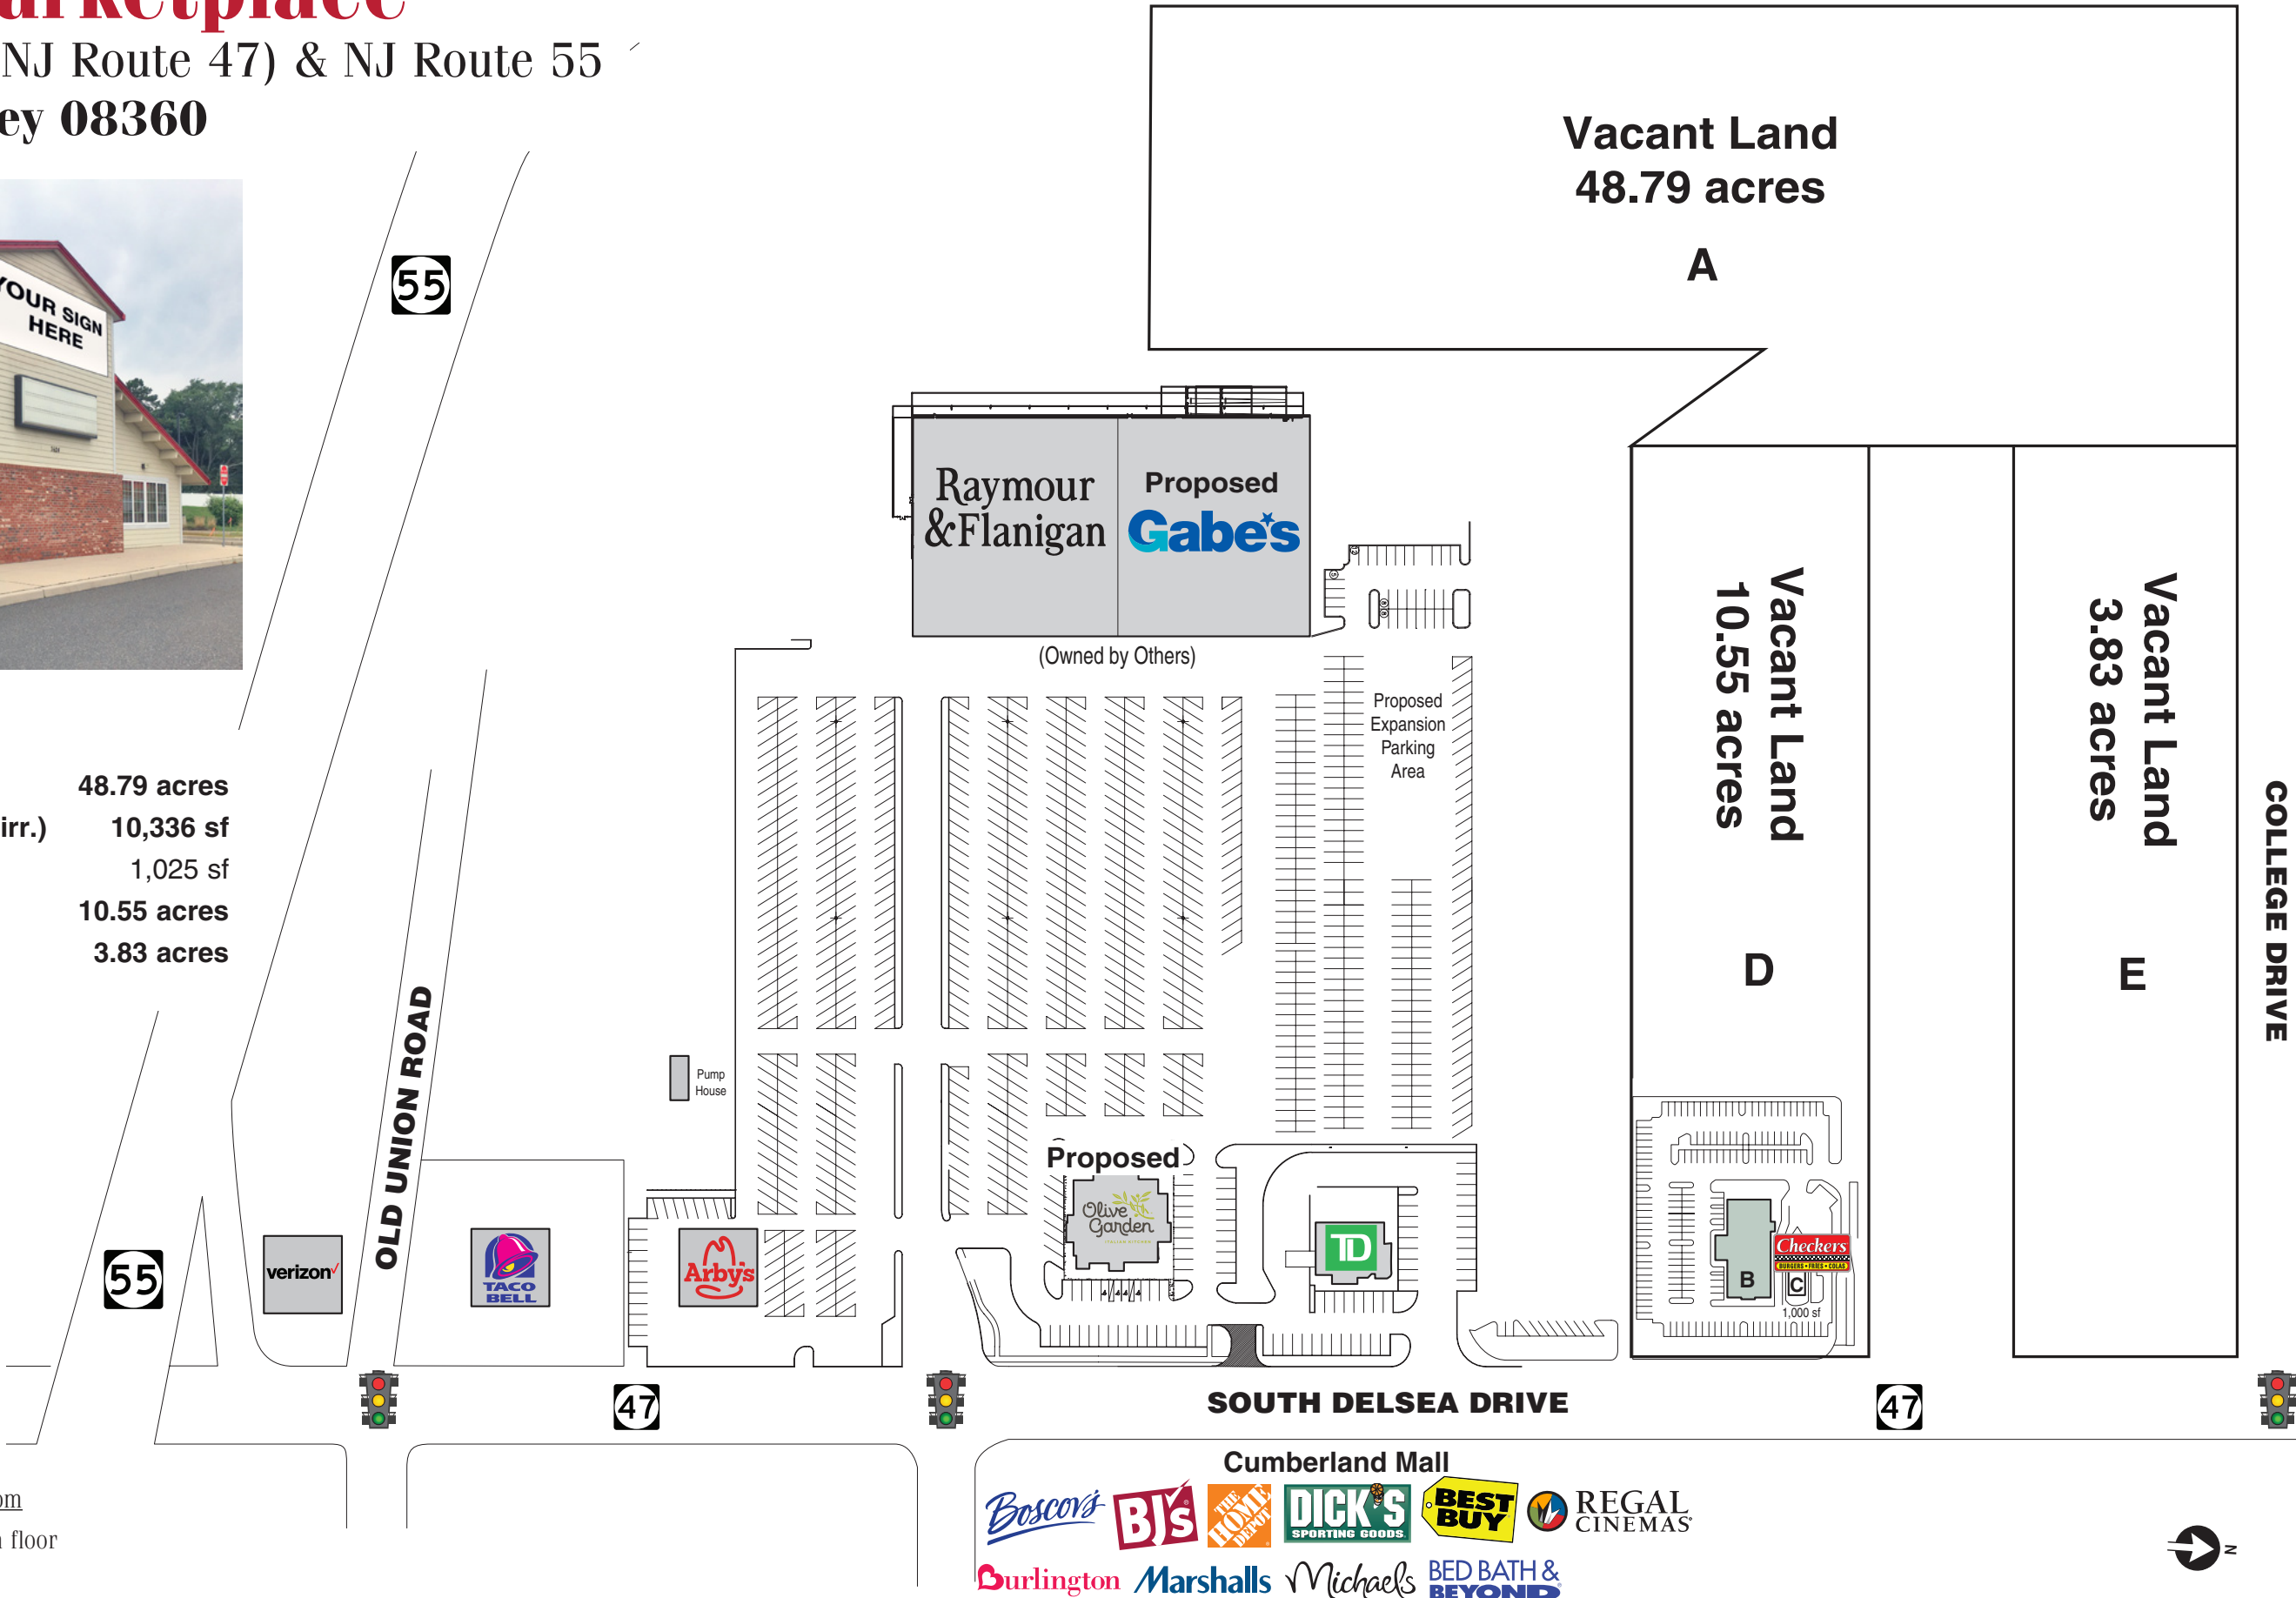 NJ Route 47) & NJ Route 55
08360
YOUR SIGN
HERE
48.79 acres
irr.) 10,336 sf
1,025 sf
10.55 acres
3.83 acres
floor
55
55
Vacant Land
48.79 acres
A
Raymour
&Flanigan
Proposed
Gabe's
(Owned by Others)
Proposed
Expansion
Parking
Area
Vacant Land
10.55 acres
D
Vacant Land
3.83 acres
E
COLLEGE DRIVE
OLD UNION ROAD
Pump
House
verizon
TACO
BELL
Arby's
Proposed
Olive
Garden
ITALIAN KITCHEN
TD
B
Checkers
BURGERS • FRIES • COLAS
C
1,000 sf
47
SOUTH DELSEA DRIVE
47
Cumberland Mall
Boscov's
BJ's
THE
HOME
DEPOT
DICK'S
SPORTING GOODS
BEST
BUY
REGAL
CINEMAS
Burlington
Marshalls
Michaels
BED BATH &
BEYOND
N